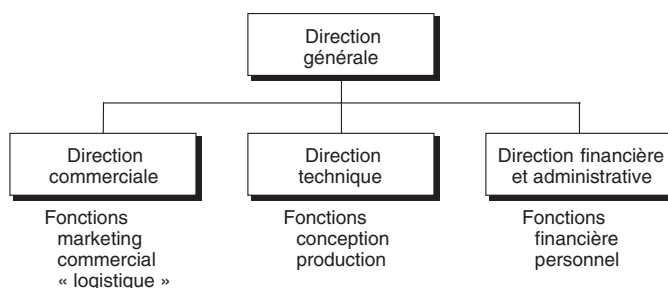 Direction
générale
Direction
commerciale
Direction
technique
Direction financière
et administrative
Fonctions
marketing
commercial
« logistique »
Fonctions
conception
production
Fonctions
financière
personnel